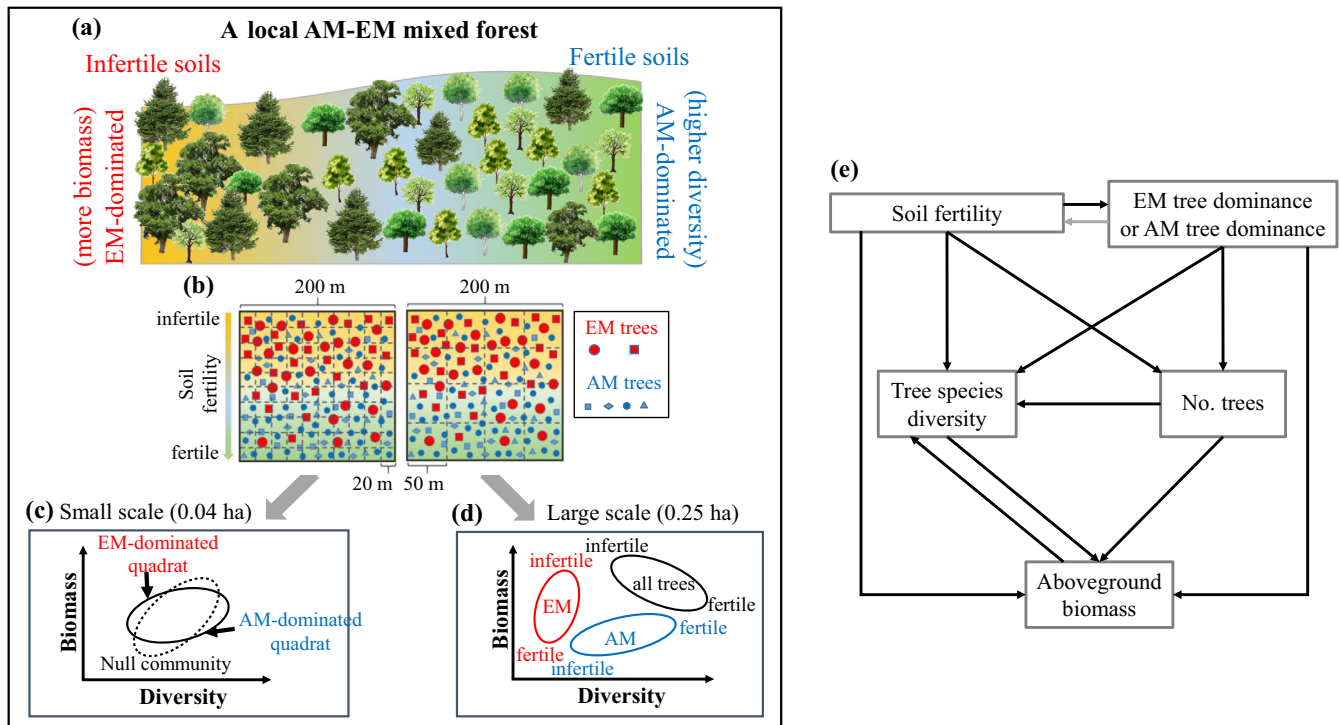 (a)
A local AM-EM mixed forest
Infertile soils
Fertile soils
(more biomass)
EM-dominated
(higher diversity)
AM-dominated
(b)
200 m
200 m
infertile
Soil
fertility
fertile
EM trees
AM trees
20 m
50 m
(c)
Small scale (0.04 ha)
EM-dominated
quadrat
AM-dominated
quadrat
Null community
Biomass
Diversity
(d)
Large scale (0.25 ha)
infertile
infertile
all trees
EM
fertile
AM
fertile
fertile
infertile
Biomass
Diversity
(e)
Soil fertility
EM tree dominance
or AM tree dominance
Tree species
diversity
No. trees
Aboveground
biomass